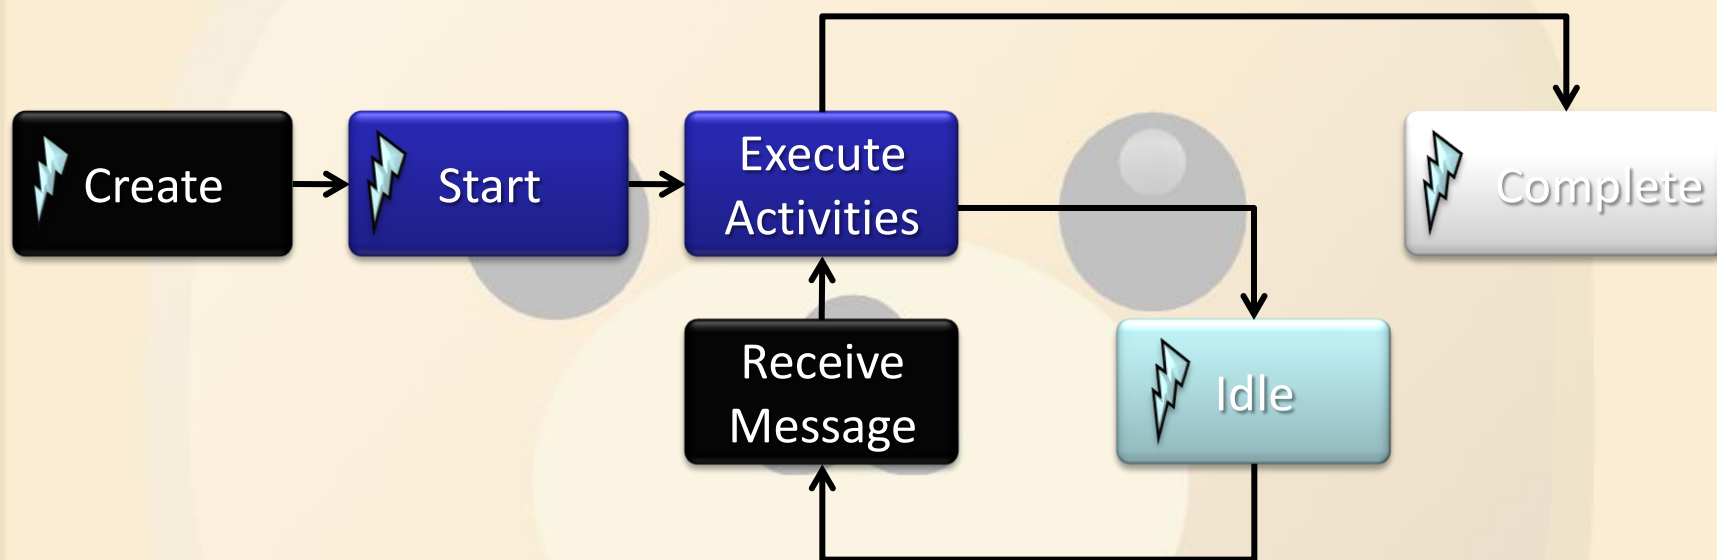 Create
Start
Execute
Activities
Complete
Receive
Message
Idle